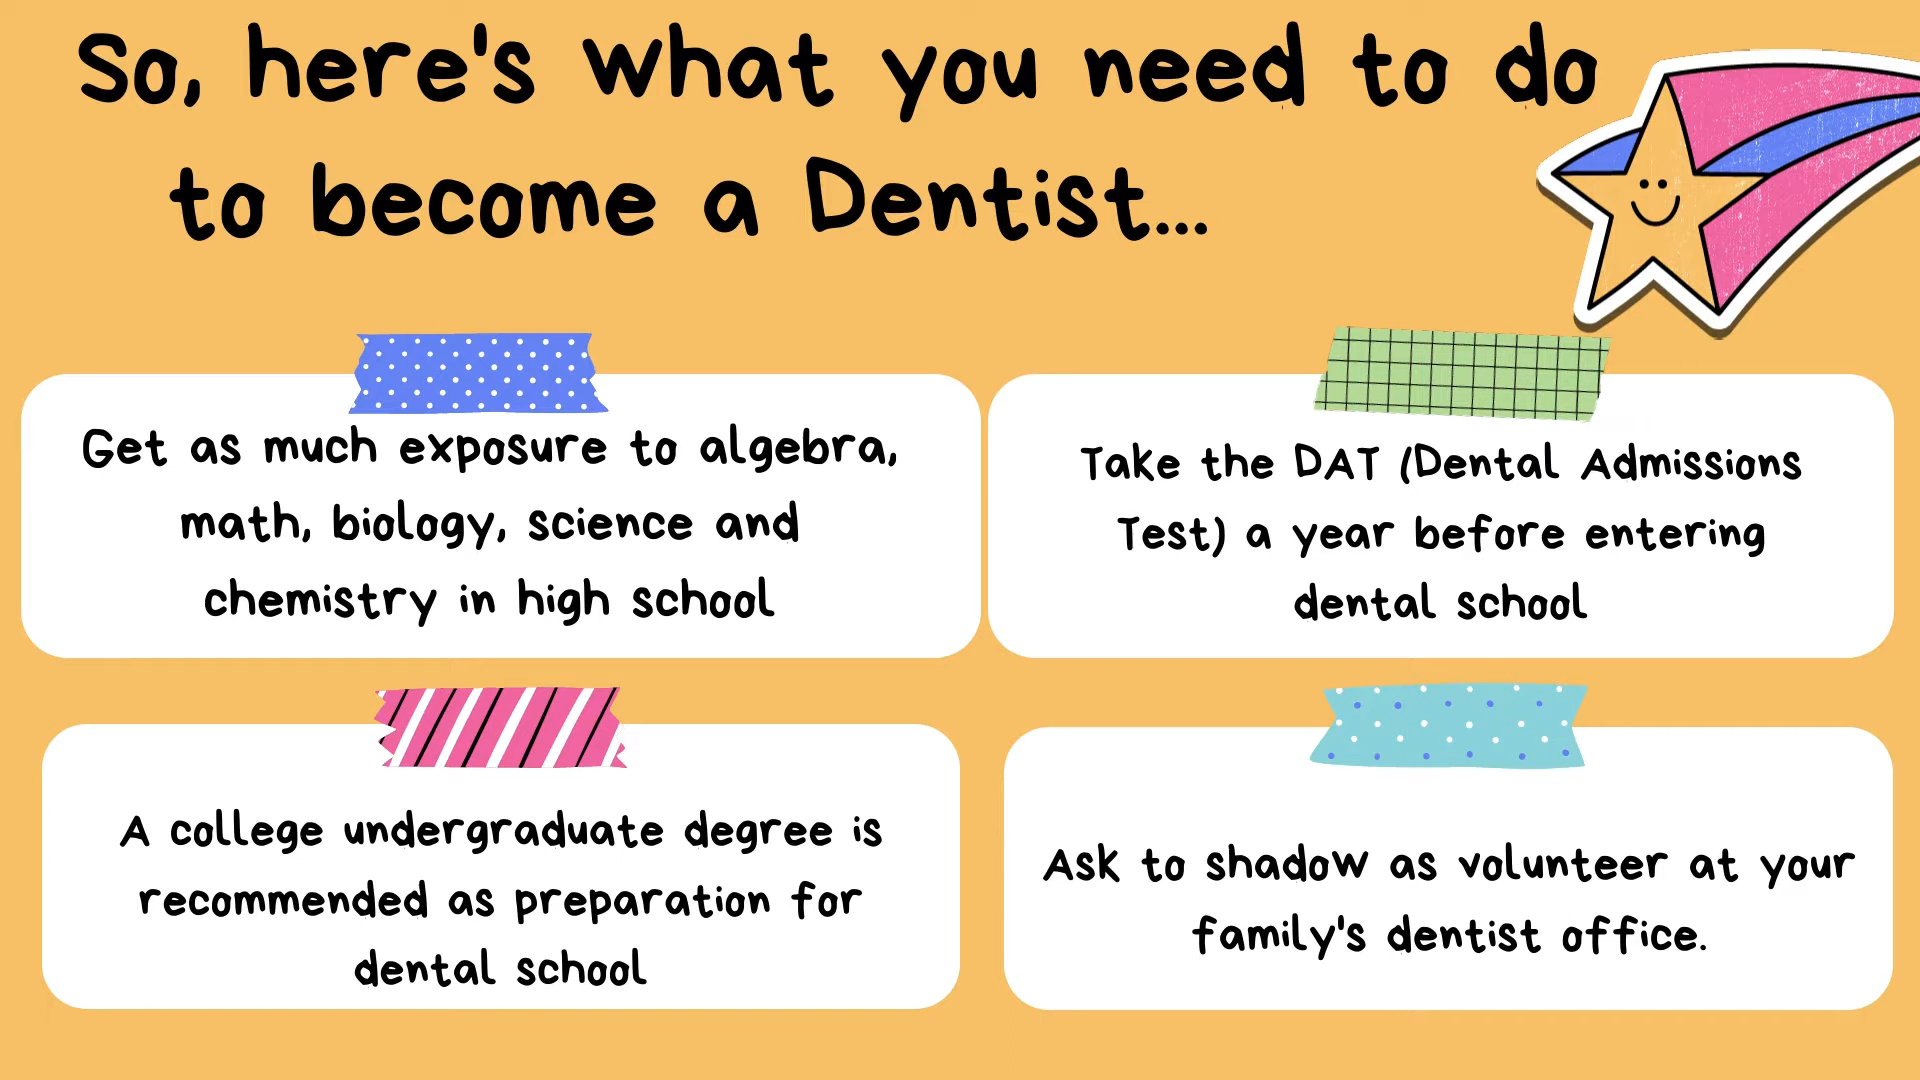 So, here's what you need to do
to become a Dentist...
Get as much exposure to algebra,
math, biology, science and
chemistry in high school
Take the DAT (Dental Admissions
Test) a year before entering
dental school
A college undergraduate degree is
recommended as preparation for
dental school
Ask to shadow as volunteer at your
family's dentist office.